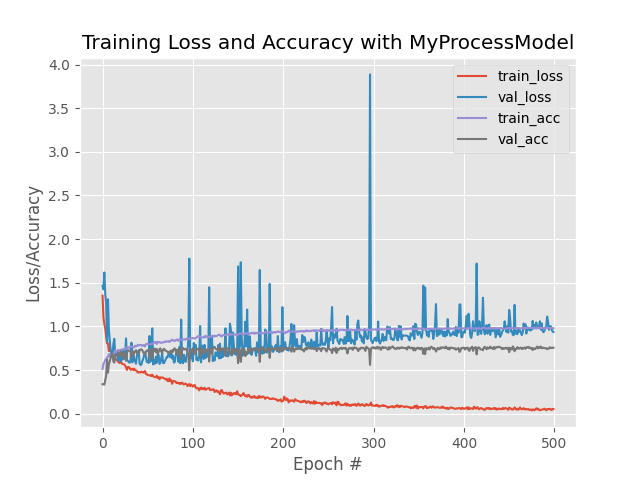 Training Loss and Accuracy with MyProcessModel
4.0
3.5
3.0
2.5
2.0
1.5
1.0
0.5
0.0
Loss/Accuracy
train_loss
val_loss
train_acc
val_acc
0 100 200 300 400 500
Epoch #